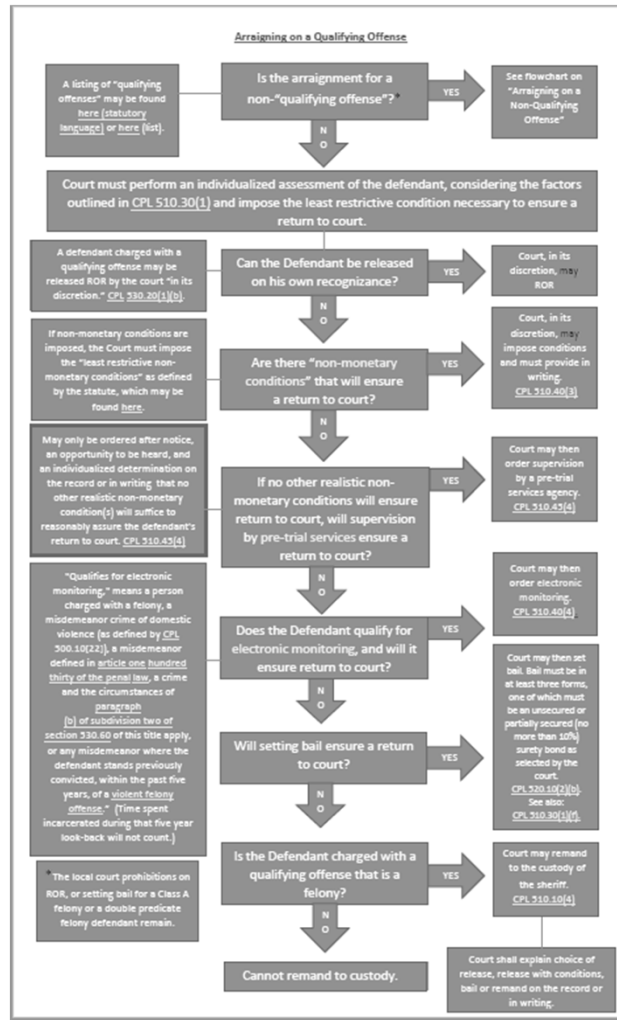 Arraigning on a Qualifying Offense
A listing of "qualifying
offenses" may be found
here (statutory
language) or here (list).
Is the arraignment for a
non-"qualifying offense"?*
YES
See flowchart on
"Arraigning on a
Non-Qualifying
Offense"
N
O
Court must perform an individualized assessment of the defendant, considering the factors
outlined in CPL 510.30(1) and impose the least restrictive condition necessary to ensure a
return to court.
A defendant charged with a
qualifying offense may be
released ROR by the court "in its
discretion." CPL 530.20(1)(b).
Can the Defendant be released
on his own recognizance?
YES
Court, in its
discretion, may
ROR
N
O
If non-monetary conditions are
imposed, the Court must impose
the "least restrictive non-
monetary conditions" as defined
by the statute, which may be
found here.
Are there "non-monetary
conditions" that will ensure
a return to court?
YES
Court, in its
discretion, may
impose conditions
and must provide in
writing.
CPL 510.40(3)
N
O
May only be ordered after notice,
an opportunity to be heard, and
an individualized determination on
the record or in writing that no
other realistic non-monetary
condition(s) will suffice to
reasonably assure the defendant's
return to court. CPL 510.45(4)
If no other realistic non-
monetary conditions will ensure
return to court, will supervision
by pre-trial services ensure a
return to court?
YES
Court may then
order supervision
by a pre-trial
services agency.
CPL 510.45(4)
N
O
"Qualifies for electronic
monitoring," means a person
charged with a felony, a
misdemeanor crime of domestic
violence (as defined by CPL
500.10[22]), a misdemeanor
defined in article one hundred
thirty of the penal law, a crime
and the circumstances of
paragraph
(b) of subdivision two of
section 530.60 of this title apply,
or any misdemeanor where the
defendant stands previously
convicted, within the past five
years, of a violent felony
offense." (Time spent
incarcerated during that five year
look-back will not count.)
Does the Defendant qualify for
electronic monitoring, and will it
ensure return to court?
YES
Court may then
order electronic
monitoring.
CPL 510.40(4).
N
O
Will setting bail ensure a return
to court?
YES
Court may then set
bail. Bail must be in
at least three forms,
one of which must
be an unsecured or
partially secured (no
more than 10%)
surety bond as
selected by the
court.
CPL 520.10(2)(b).
See also:
CPL 510.30(1)(f).
N
O
*The local court prohibitions on
ROR, or setting bail for a Class A
felony or a double predicate
felony defendant remain.
Is the Defendant charged with a
qualifying offense that is a
felony?
YES
Court may remand
to the custody of
the sheriff.
CPL 510.10(4)
N
O
Cannot remand to custody.
Court shall explain choice of
release, release with conditions,
bail or remand on the record or
in writing.